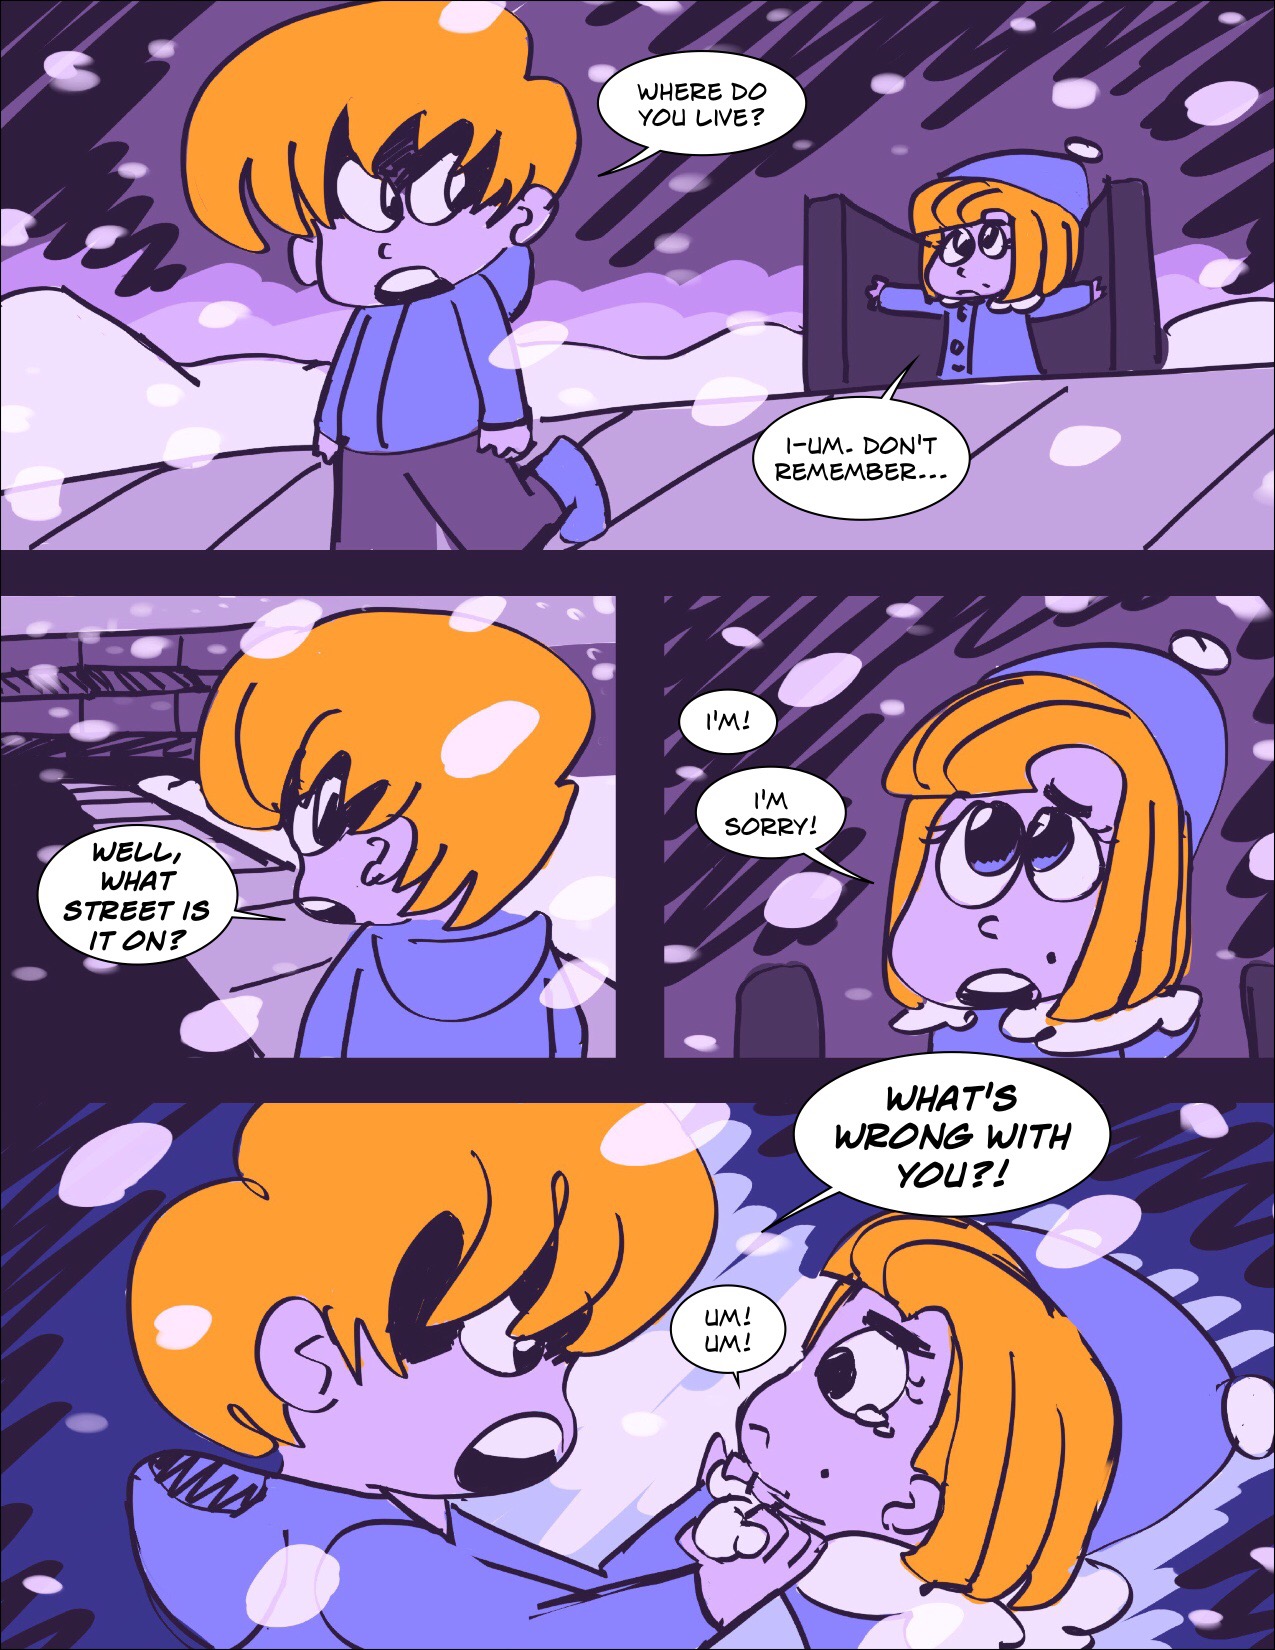 WHERE DO
YOU LIVE?
I-UM. DON'T
REMEMBER...
WELL,
WHAT
STREET IS
IT ON?
I'M!
I'M
SORRY!
WHAT'S
WRONG WITH
YOU?!
UM!
UM!